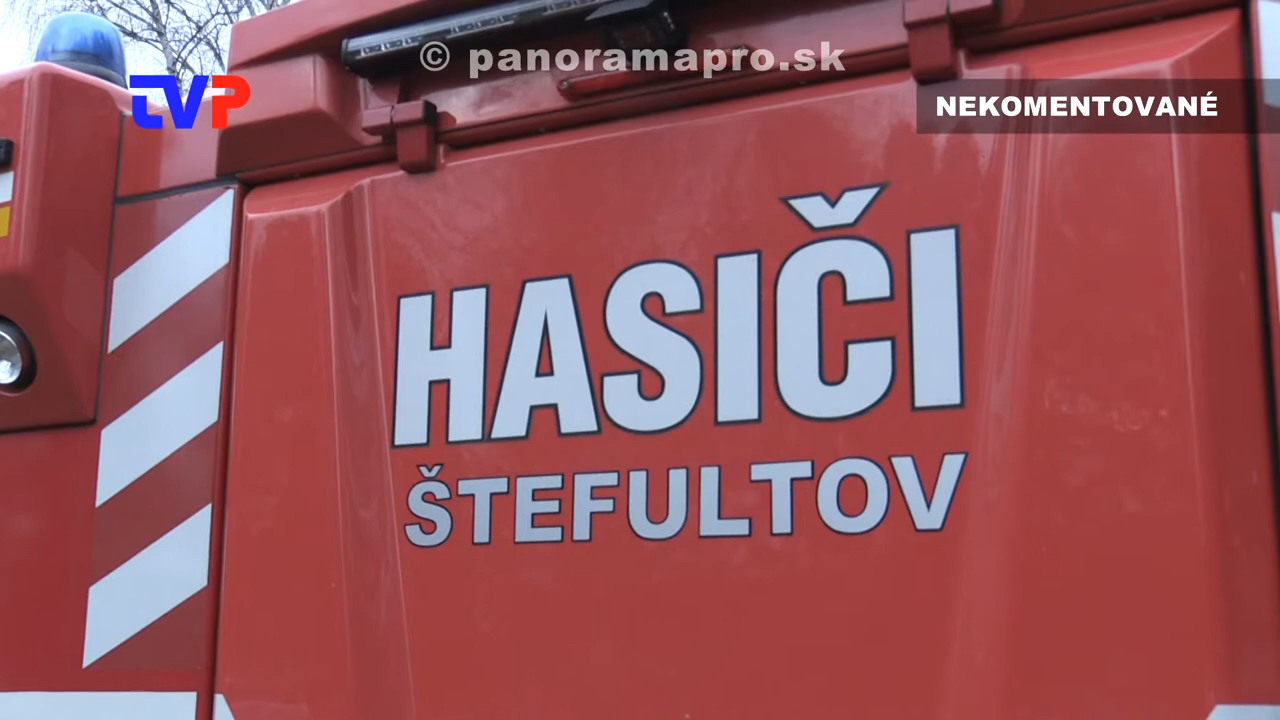 © panoramapro.sk
TVP
NEKOMENTOVANÉ
HASIČI
ŠTEFULTOV